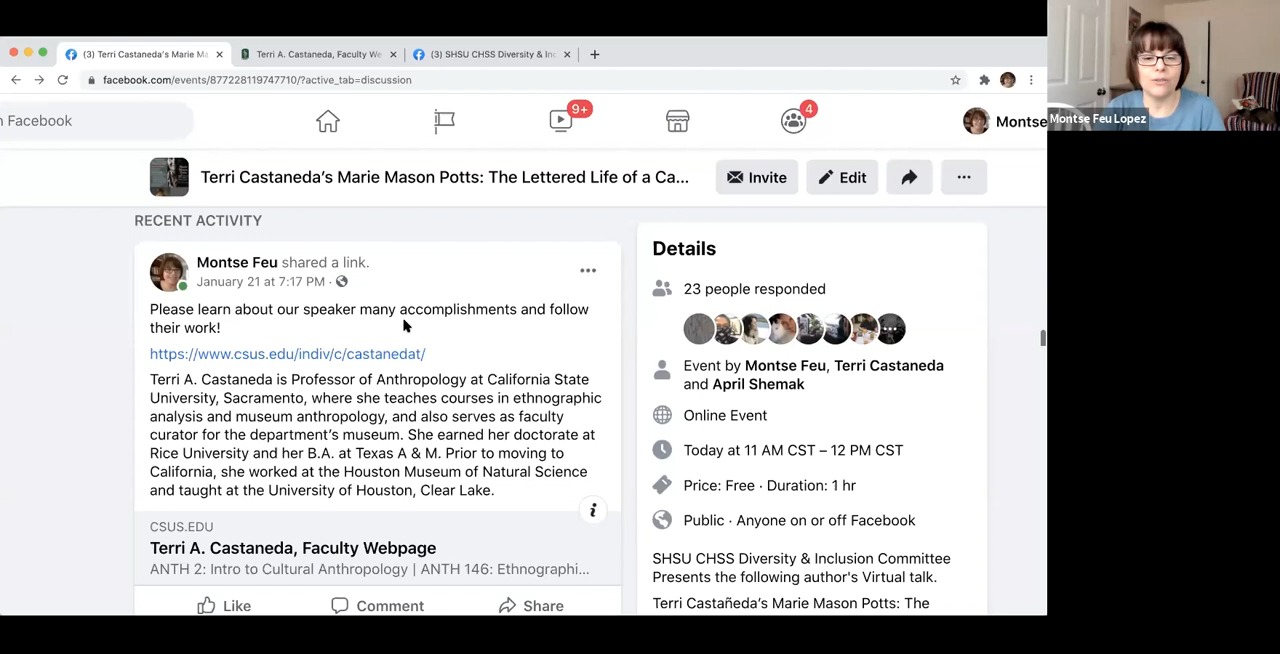 (3) Terri Castaneda's Marie Ma
Terri A. Castaneda, Faculty We
(3) SHSU CHSS Diversity & Inc
facebook.com/events/877228119747710/?active_tab=discussion
n Facebook
9+
4
Montse
Montse Feu Lopez
Terri Castaneda's Marie Mason Potts: The Lettered Life of a Ca...
Invite
Edit
RECENT ACTIVITY
Montse Feu shared a link.
January 21 at 7:17 PM ·
Please learn about our speaker many accomplishments and follow
their work!
https://www.csus.edu/indiv/c/castanedat/
Terri A. Castaneda is Professor of Anthropology at California State
University, Sacramento, where she teaches courses in ethnographic
analysis and museum anthropology, and also serves as faculty
curator for the department's museum. She earned her doctorate at
Rice University and her B.A. at Texas A & M. Prior to moving to
California, she worked at the Houston Museum of Natural Science
and taught at the University of Houston, Clear Lake.
CSUS.EDU
Terri A. Castaneda, Faculty Webpage
ANTH 2: Intro to Cultural Anthropology | ANTH 146: Ethnographi...
Like
Comment
Share
Details
23 people responded
Event by Montse Feu, Terri Castaneda
and April Shemak
Online Event
Today at 11 AM CST – 12 PM CST
Price: Free · Duration: 1 hr
Public · Anyone on or off Facebook
SHSU CHSS Diversity & Inclusion Committee
Presents the following author's Virtual talk.
Terri Castañeda's Marie Mason Potts: The